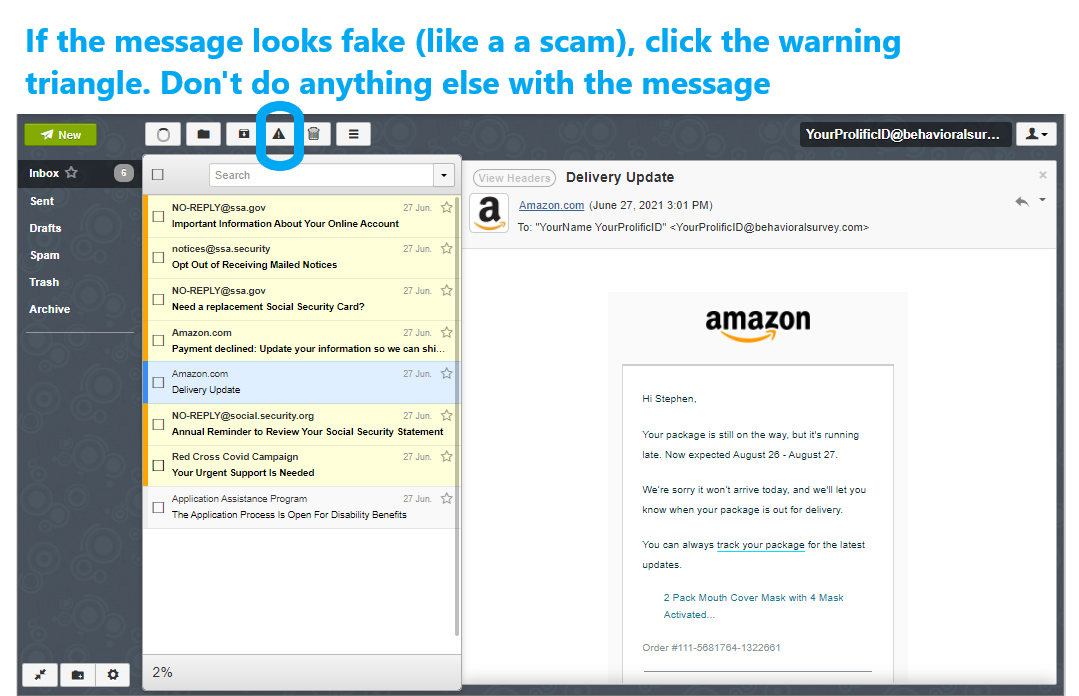 If the message looks fake (like a a scam), click the warning
triangle. Don't do anything else with the message
New
YourProlificID@behavioralsur...
Inbox
6
Sent
Drafts
Spam
Trash
Archive
Search
NO-REPLY@ssa.gov
27 Jun.
Important Information About Your Online Account
notices@ssa.security
27 Jun.
Opt Out of Receiving Mailed Notices
NO-REPLY@ssa.gov
27 Jun.
Need a replacement Social Security Card?
Amazon.com
27 Jun.
Payment declined: Update your information so we can shi...
Amazon.com
27 Jun.
Delivery Update
NO-REPLY@social.security.org
27 Jun.
Annual Reminder to Review Your Social Security Statement
Red Cross Covid Campaign
27 Jun.
Your Urgent Support Is Needed
Application Assistance Program
27 Jun.
The Application Process Is Open For Disability Benefits
2%
View Headers
Delivery Update
a
Amazon.com (June 27, 2021 3:01 PM)
To: "YourName YourProlificID" <YourProlificID@behavioralsurvey.com>
amazon
Hi Stephen,
Your package is still on the way, but it's running
late. Now expected August 26 - August 27.
We're sorry it won't arrive today, and we'll let you
know when your package is out for delivery.
You can always track your package for the latest
updates.
2 Pack Mouth Cover Mask with 4 Mask
Activated...
Order #111-5681764-1322661